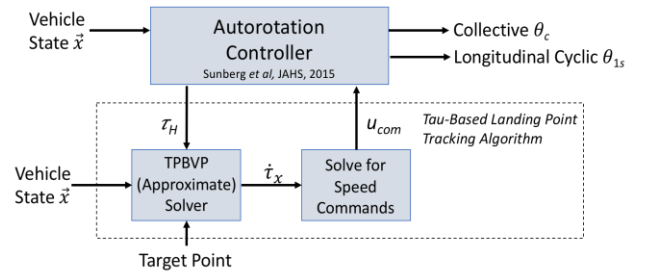 Vehicle
State x⃗
Autorotation
Controller
Sunberg et al, JAHS, 2015
Collective θc
Longitudinal Cyclic θ1s
τH
ucom
Tau-Based Landing Point
Tracking Algorithm
Vehicle
State x⃗
TPBVP
(Approximate)
Solver
τ̇x
Solve for
Speed
Commands
Target Point